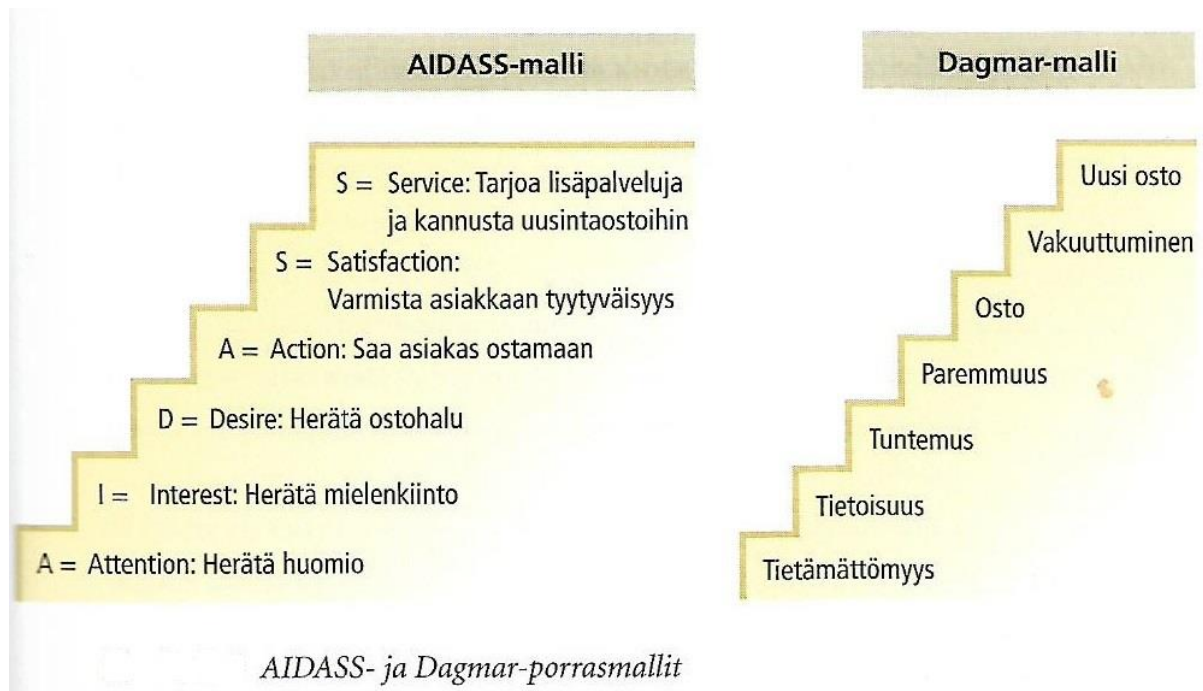 AIDASS-malli
S = Service: Tarjoa lisäpalveluja
ja kannusta uusintaostoihin
S = Satisfaction:
Varmista asiakkaan tyytyväisyys
A = Action: Saa asiakas ostamaan
D = Desire: Herätä ostohalu
I = Interest: Herätä mielenkiinto
A = Attention: Herätä huomio
Dagmar-malli
Uusi osto
Vakuuttuminen
Osto
Paremmuus
Tuntemus
Tietoisuus
Tietämättömyys
AIDASS- ja Dagmar-porrasmallit